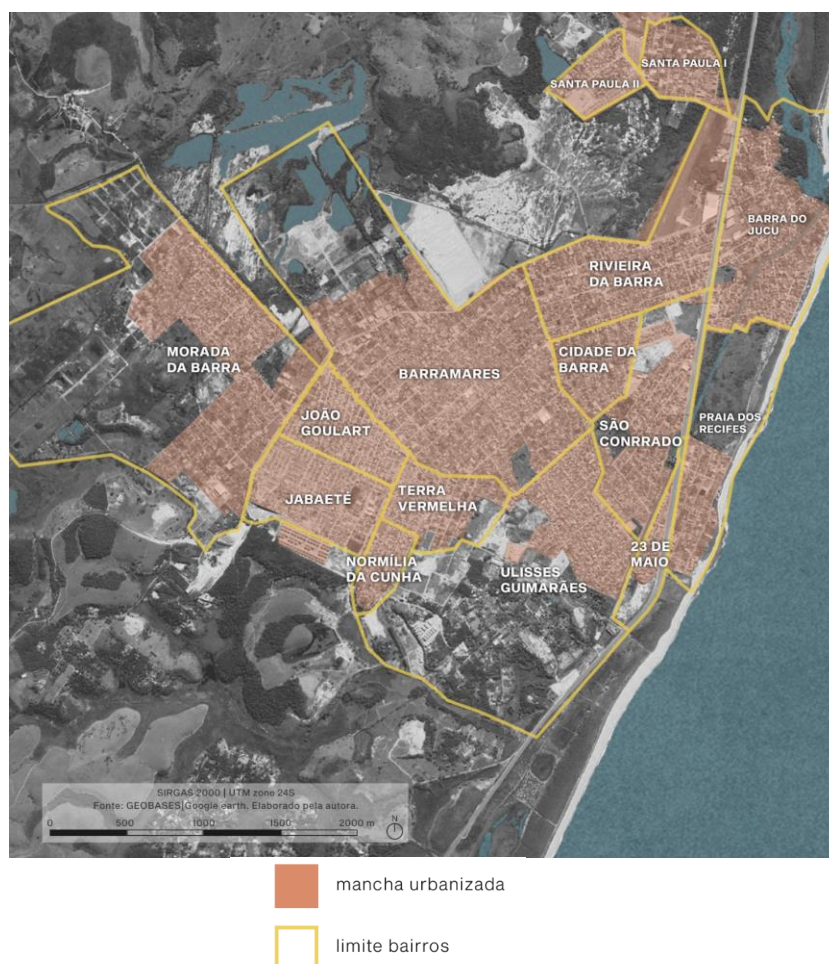 SANTA PAULA I
SANTA PAULA II
BARRA DO
JUCU
RIVIEIRA
DA BARRA
MORADA
DA BARRA
BARRAMARES
CIDADE DA
BARRA
JOÃO
GOULART
SÃO
CONRRADO
PRAIA DOS
RECIFES
JABAETÉ
TERRA
VERMELHA
NORMÍLIA
DA CUNHA
ULISSES
GUIMARÃES
23 DE
MAIO
SIRGAS 2000 | UTM zone 24S
Fonte: GEOBASES|Google earth. Elaborado pela autora.
0 500 1000 1500 2000 m
N
mancha urbanizada
limite bairros